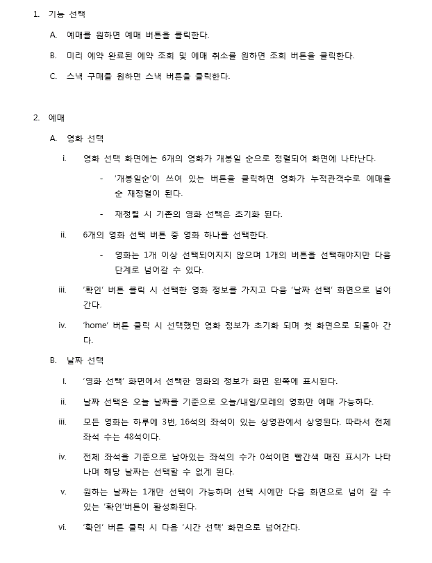 1. 기능 선택
A. 예매를 원하면 예매 버튼을 클릭한다.
B. 미리 예약 완료된 예약 조회 및 예매 취소를 원하면 조회 버튼을 클릭한다.
C. 스낵 구매를 원하면 스낵 버튼을 클릭한다.
2. 예매
A. 영화 선택
i. 영화 선택 화면에는 6개의 영화가 개봉일 순으로 정렬되어 화면에 나타난다.
- '개봉일순'이 쓰여 있는 버튼을 클릭하면 영화가 누적관객수로 예매율
순 재정렬이 된다.
- 재정렬 시 기존의 영화 선택은 초기화 된다.
ii. 6개의 영화 선택 버튼 중 영화 하나를 선택한다.
- 영화는 1개 이상 선택되어지지 않으며 1개의 버튼을 선택해야지만 다음
단계로 넘어갈 수 있다.
iii. '확인' 버튼 클릭 시 선택한 영화 정보를 가지고 다음 '날짜 선택' 화면으로 넘어
간다.
iv. 'home' 버튼 클릭 시 선택했던 영화 정보가 초기화 되며 첫 화면으로 되돌아 간
다.
B. 날짜 선택
i. '영화 선택' 화면에서 선택한 영화의 정보가 화면 왼쪽에 표시된다.
ii. 날짜 선택은 오늘 날짜를 기준으로 오늘/내일/모레의 영화만 예매 가능하다.
iii. 모든 영화는 하루에 3번, 16석의 좌석이 있는 상영관에서 상영된다. 따라서 전체
좌석 수는 48석이다.
iv. 전체 좌석을 기준으로 남아있는 좌석의 수가 0석이면 빨간색 매진 표시가 나타
나며 해당 날짜는 선택할 수 없게 된다.
v. 원하는 날짜는 1개만 선택이 가능하며 선택 시에만 다음 화면으로 넘어 갈 수
있는 '확인'버튼이 활성화된다.
vi. '확인' 버튼 클릭 시 다음 '시간 선택' 화면으로 넘어간다.